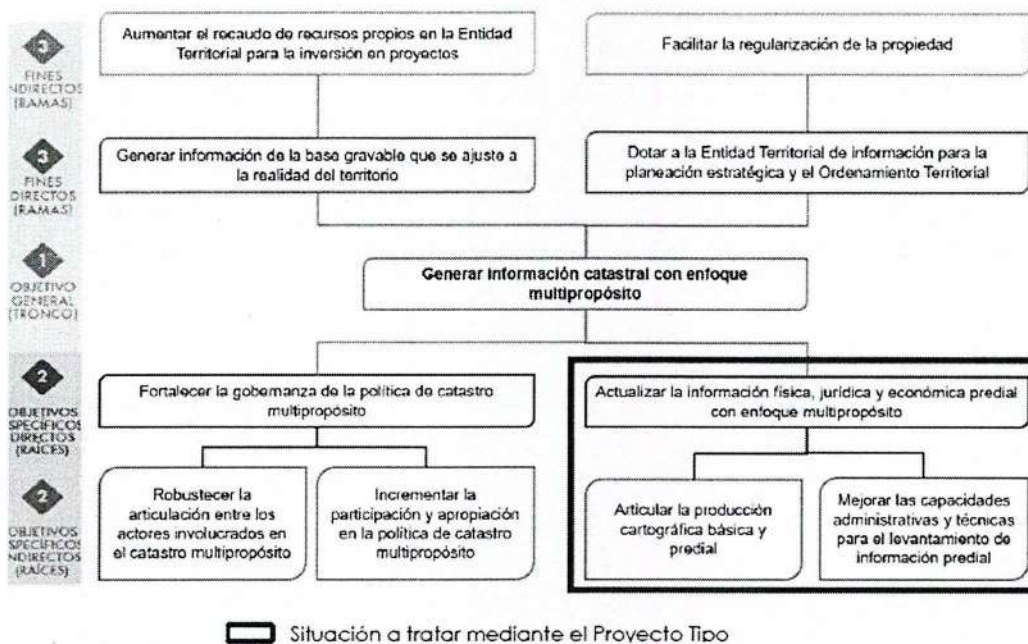 3
FINES
INDIRECTOS
(RAMAS)
Aumentar el recaudo de recursos propios en la Entidad
Territorial para la inversión en proyectos
Facilitar la regularización de la propiedad
3
FINES
DIRECTOS
(RAMAS)
Generar información de la base gravable que se ajuste a
la realidad del territorio
Dotar a la Entidad Territorial de información para la
planeación estratégica y el Ordenamiento Territorial
1
OBJETIVO
GENERAL
(TRONCO)
Generar información catastral con enfoque
multipropósito
2
OBJETIVOS
ESPECÍFICOS
DIRECTOS
(RAÍCES)
Fortalecer la gobernanza de la política de catastro
multipropósito
Actualizar la información física, jurídica y económica predial
con enfoque multipropósito
2
OBJETIVOS
ESPECÍFICOS
INDIRECTOS
(RAÍCES)
Robustecer la
articulación entre los
actores involucrados en
el catastro multipropósito
Incrementar la
participación y apropiación
en la política de catastro
multipropósito
Articular la producción
cartográfica básica y
predial
Mejorar las capacidades
administrativas y técnicas
para el levantamiento de
información predial
Situación a tratar mediante el Proyecto Tipo